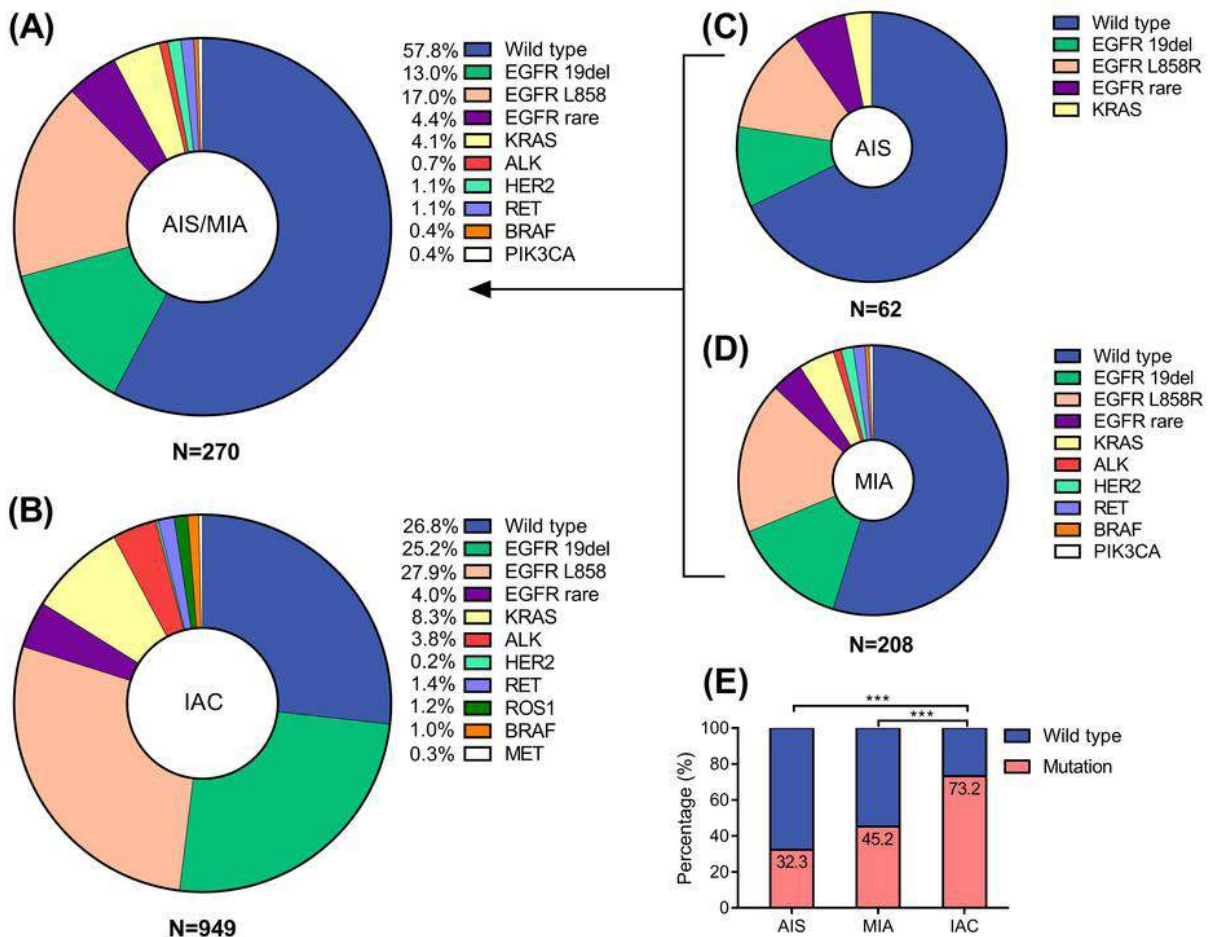 (A)
57.8% Wild type
13.0% EGFR 19del
17.0% EGFR L858
4.4% EGFR rare
4.1% KRAS
0.7% ALK
1.1% HER2
1.1% RET
0.4% BRAF
0.4% PIK3CA
AIS/MIA
N=270
(B)
26.8% Wild type
25.2% EGFR 19del
27.9% EGFR L858
4.0% EGFR rare
8.3% KRAS
3.8% ALK
0.2% HER2
1.4% RET
1.2% ROS1
1.0% BRAF
0.3% MET
IAC
N=949
(C)
Wild type
EGFR 19del
EGFR L858R
EGFR rare
KRAS
AIS
N=62
(D)
Wild type
EGFR 19del
EGFR L858R
EGFR rare
KRAS
ALK
HER2
RET
BRAF
PIK3CA
MIA
N=208
(E)
***
***
Percentage (%)
100
80
60
40
20
0
32.3
45.2
73.2
AIS MIA IAC
Wild type
Mutation